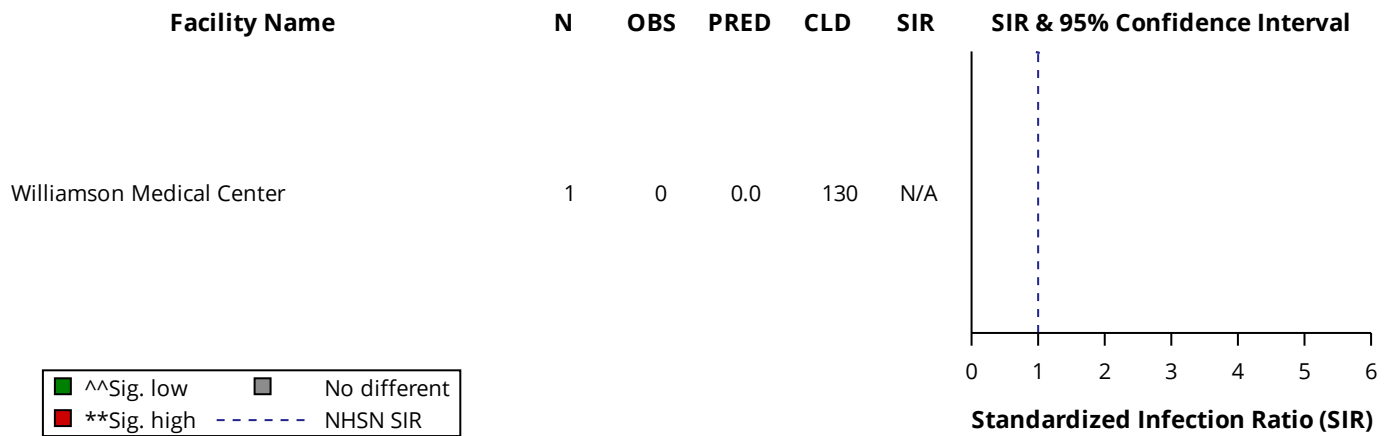 Facility Name N OBS PRED CLD SIR SIR & 95% Confidence Interval
Williamson Medical Center 1 0 0.0 130 N/A
0 1 2 3 4 5 6
Standardized Infection Ratio (SIR)
^^Sig. low No different
**Sig. high NHSN SIR